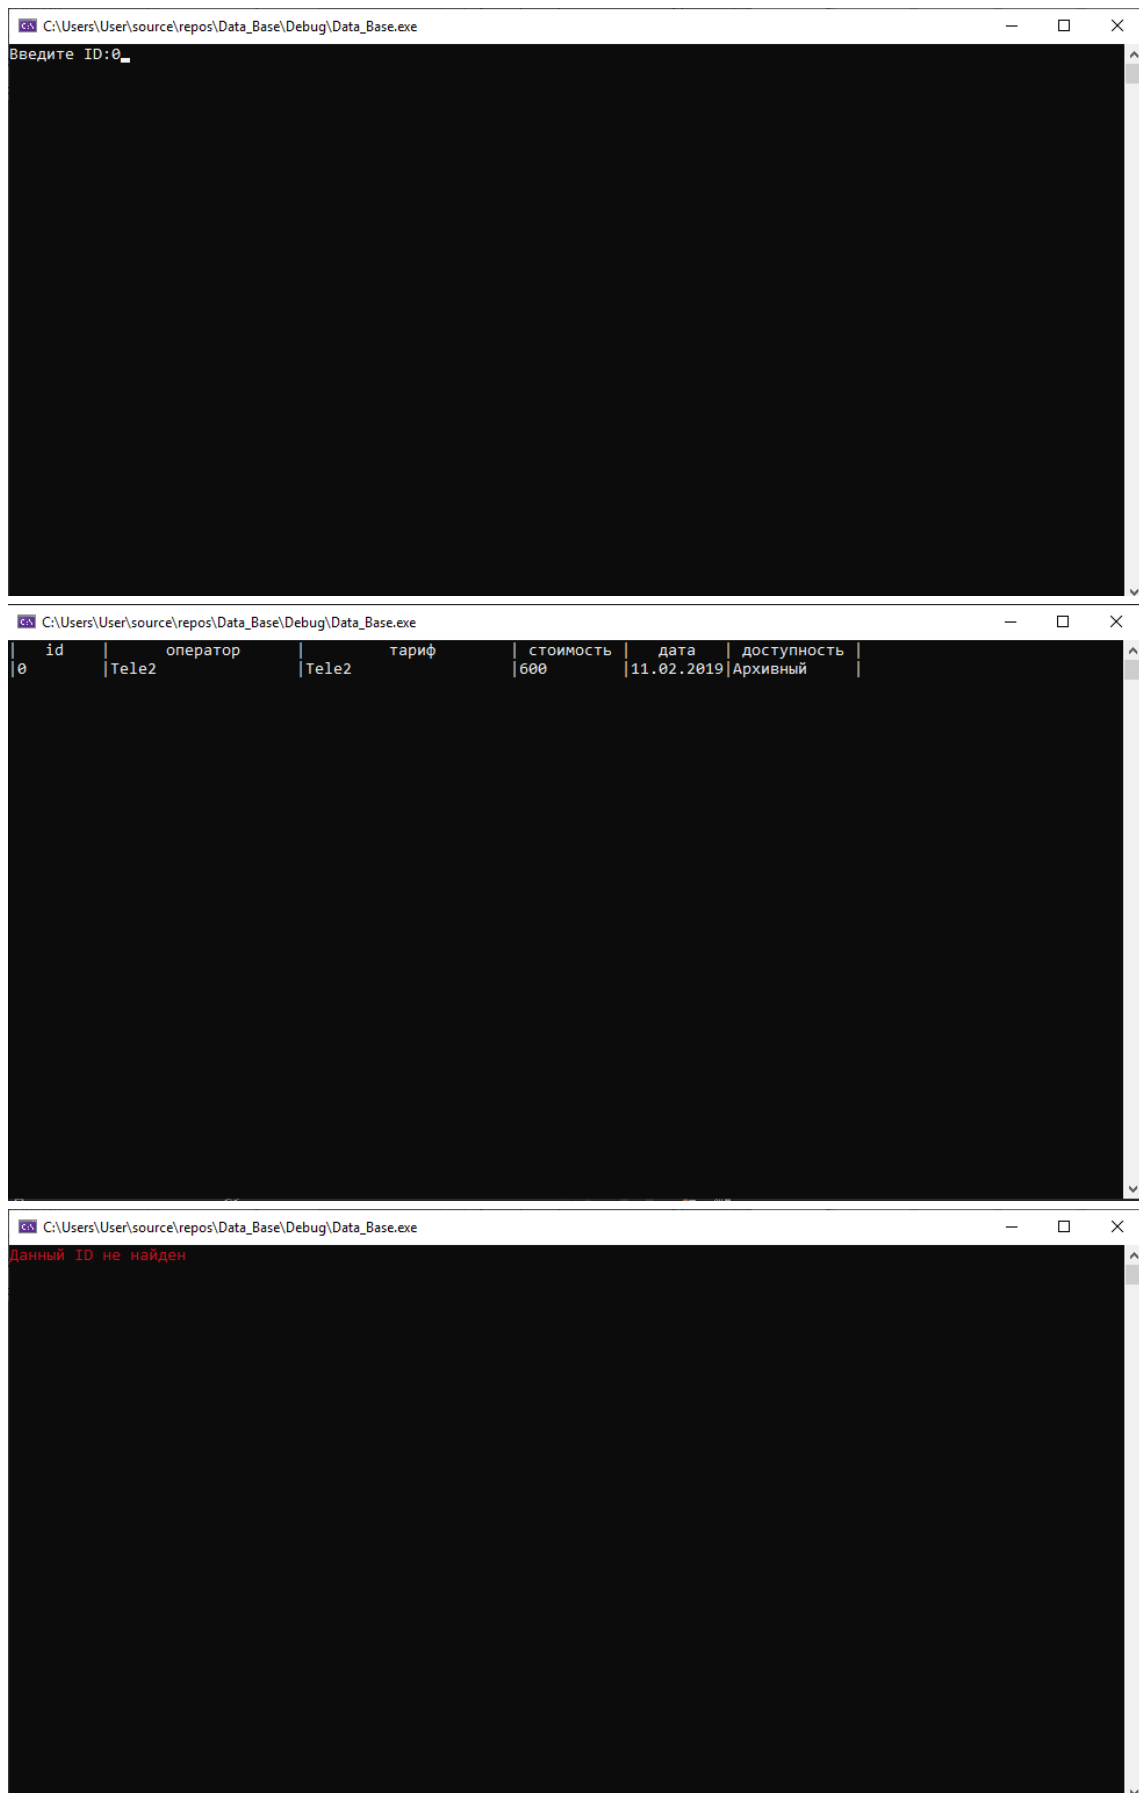 C:\Users\User\source\repos\Data_Base\Debug\Data_Base.exe
Введите ID:0
C:\Users\User\source\repos\Data_Base\Debug\Data_Base.exe
| id | оператор | тариф | стоимость | дата | доступность |
|0 |Tele2 |Tele2 |600 |11.02.2019|Архивный |
C:\Users\User\source\repos\Data_Base\Debug\Data_Base.exe
Данный ID не найден